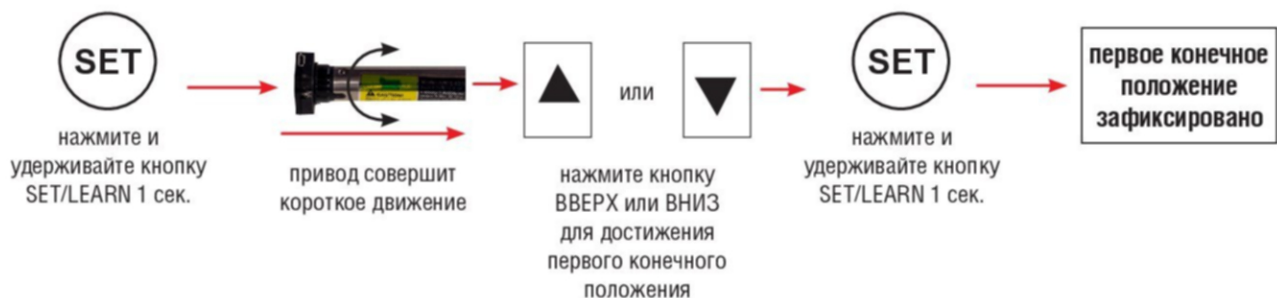 SET
нажмите и
удерживайте кнопку
SET/LEARN 1 сек.
привод совершит
короткое движение
или
нажмите кнопку
ВВЕРХ или ВНИЗ
для достижения
первого конечного
положения
SET
нажмите и
удерживайте кнопку
SET/LEARN 1 сек.
первое конечное
положение
зафиксировано